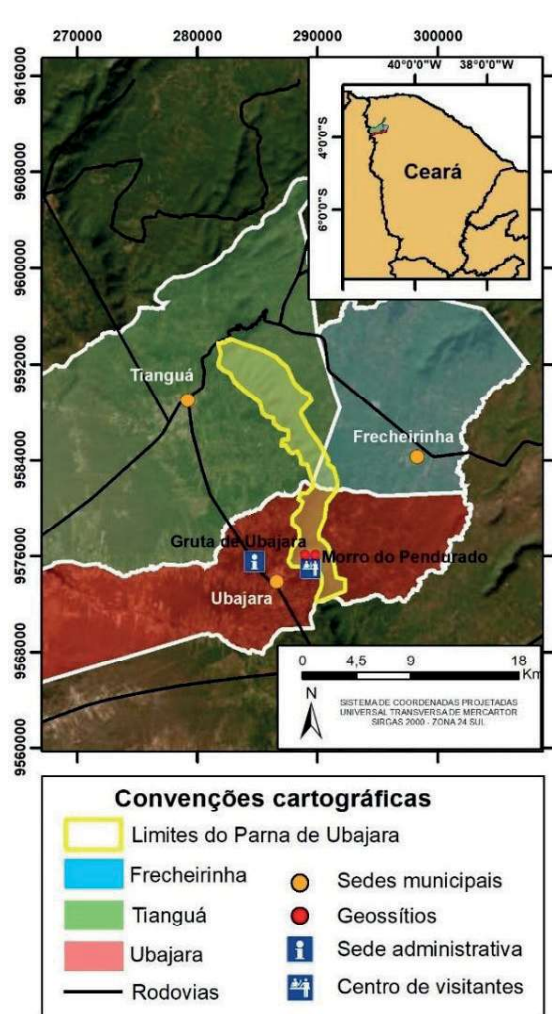 270000 280000 290000 300000
40°0'0"W 38°0'0"W
4°0'0"S
6°0'0"S
Ceará
9616000
9608000
9600000
9592000
9584000
9576000
9568000
9560000
Tianguá
Frecheirinha
Gruta de Ubajara
Morro do Pendurado
Ubajara
0 4,5 9 18
Km
N
SISTEMA DE COORDENADAS PROJETADAS
UNIVERSAL TRANSVERSA DE MERCARTOR
SIRGAS 2000 - ZONA 24 SUL
Convenções cartográficas
Limites do Parna de Ubajara
Frecheirinha
Tianguá
Ubajara
Rodovias
Sedes municipais
Geossítios
Sede administrativa
Centro de visitantes